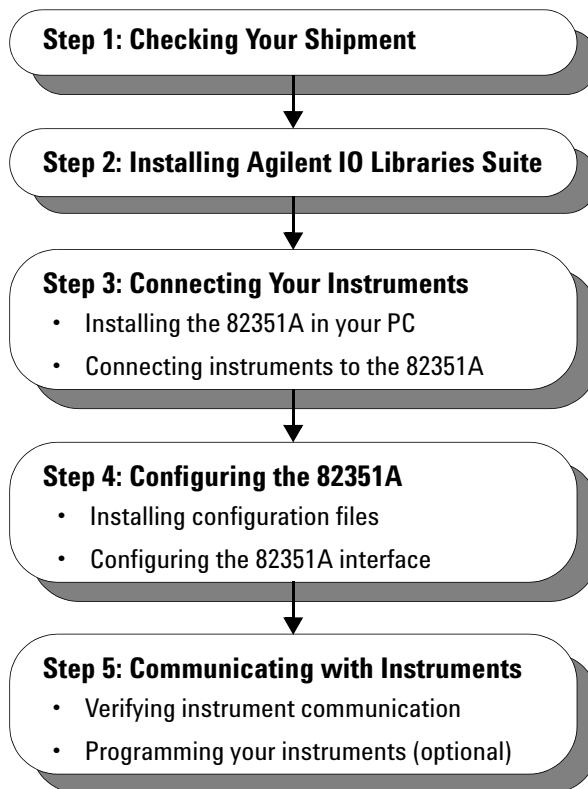 Step 1: Checking Your Shipment
Step 2: Installing Agilent IO Libraries Suite
Step 3: Connecting Your Instruments
• Installing the 82351A in your PC
• Connecting instruments to the 82351A
Step 4: Configuring the 82351A
• Installing configuration files
• Configuring the 82351A interface
Step 5: Communicating with Instruments
• Verifying instrument communication
• Programming your instruments (optional)